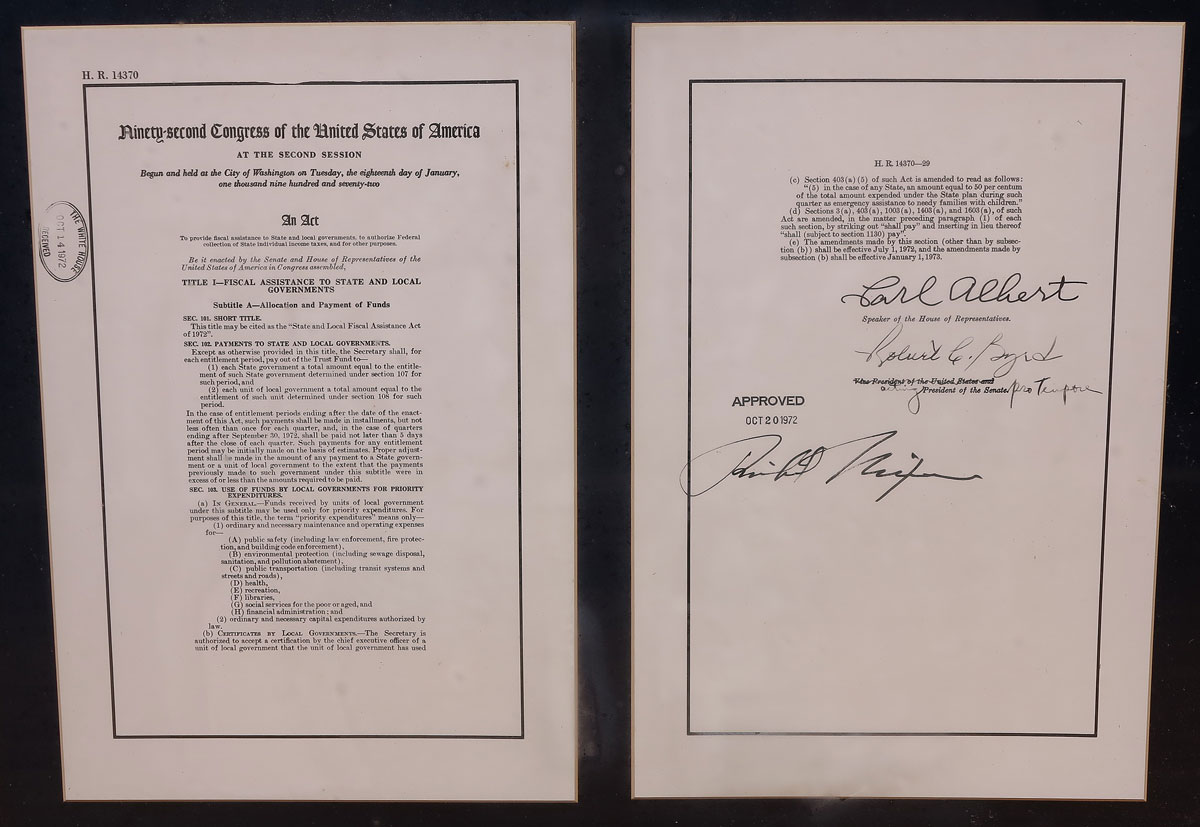 H. R. 14370
Ninety-second Congress of the United States of America
AT THE SECOND SESSION
Begun and held at the City of Washington on Tuesday, the eighteenth day of January,
one thousand nine hundred and seventy-two
THE WHITE HOUSE
OCT 14 1972
RECEIVED
An Act
To provide fiscal assistance to State and local governments, to authorize Federal
collection of State individual income taxes, and for other purposes.
Be it enacted by the Senate and House of Representatives of the
United States of America in Congress assembled,
TITLE I—FISCAL ASSISTANCE TO STATE AND LOCAL
GOVERNMENTS
Subtitle A—Allocation and Payment of Funds
SEC. 101. SHORT TITLE.
This title may be cited as the "State and Local Fiscal Assistance Act
of 1972".
SEC. 102. PAYMENTS TO STATE AND LOCAL GOVERNMENTS.
Except as otherwise provided in this title, the Secretary shall, for
each entitlement period, pay out of the Trust Fund to—
(1) each State government a total amount equal to the entitle-
ment of such State government determined under section 107 for
such period, and
(2) each unit of local government a total amount equal to the
entitlement of such unit determined under section 108 for such
period.
In the case of entitlement periods ending after the date of the enact-
ment of this Act, such payments shall be made in installments, but not
less often than once for each quarter, and, in the case of quarters
ending after September 30, 1972, shall be paid not later than 5 days
after the close of each quarter. Such payments for any entitlement
period may be initially made on the basis of estimates. Proper adjust-
ment shall be made in the amount of any payment to a State govern-
ment or a unit of local government to the extent that the payments
previously made to such government under this subtitle were in
excess of or less than the amounts required to be paid.
SEC. 103. USE OF FUNDS BY LOCAL GOVERNMENTS FOR PRIORITY
EXPENDITURES.
(a) IN GENERAL.—Funds received by units of local government
under this subtitle may be used only for priority expenditures. For
purposes of this title, the term "priority expenditures" means only—
(1) ordinary and necessary maintenance and operating expenses
for—
(A) public safety (including law enforcement, fire protec-
tion, and building code enforcement),
(B) environmental protection (including sewage disposal,
sanitation, and pollution abatement),
(C) public transportation (including transit systems and
streets and roads),
(D) health,
(E) recreation,
(F) libraries,
(G) social services for the poor or aged, and
(H) financial administration; and
(2) ordinary and necessary capital expenditures authorized by
law.
(b) CERTIFICATES BY LOCAL GOVERNMENTS.—The Secretary is
authorized to accept a certification by the chief executive officer of a
unit of local government that the unit of local government has used
H. R. 14370—29
(c) Section 403(a)(5) of such Act is amended to read as follows:
"(5) in the case of any State, an amount equal to 50 per centum
of the total amount expended under the State plan during such
quarter as emergency assistance to needy families with children."
(d) Sections 3(a), 403(a), 1003(a), 1403(a), and 1603(a), of such
Act are amended, in the matter preceding paragraph (1) of each
such section, by striking out "shall pay" and inserting in lieu thereof
"shall (subject to section 1130) pay".
(e) The amendments made by this section (other than by subsec-
tion (b)) shall be effective July 1, 1972, and the amendments made by
subsection (b) shall be effective January 1, 1973.
Carl Albert
Speaker of the House of Representatives.
Robert C. Byrd
Vice President of the United States and
acting President of the Senate. pro Tempore
APPROVED
OCT 20 1972
Richard Nixon